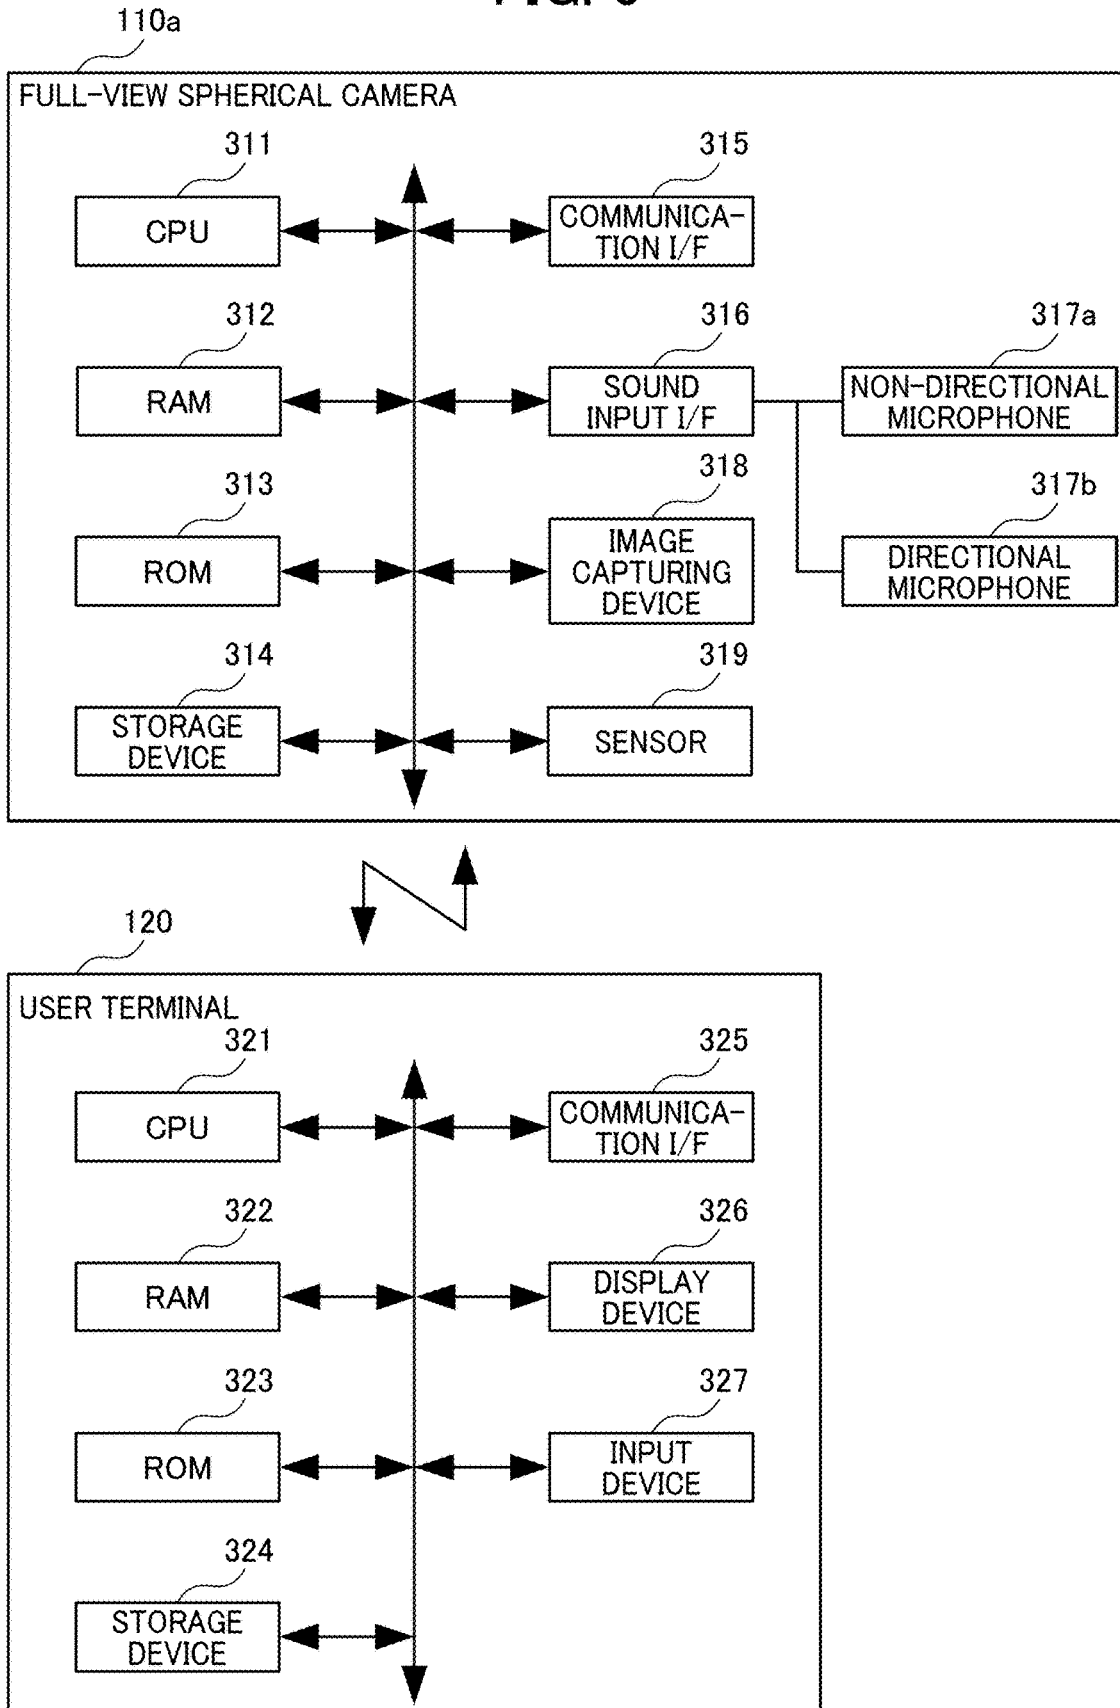 110a
FULL-VIEW SPHERICAL CAMERA
311
315
CPU
COMMUNICA-
TION I/F
312
316
317a
RAM
SOUND
INPUT I/F
NON-DIRECTIONAL
MICROPHONE
313
318
317b
ROM
IMAGE
CAPTURING
DEVICE
DIRECTIONAL
MICROPHONE
314
319
STORAGE
DEVICE
SENSOR
120
USER TERMINAL
321
325
CPU
COMMUNICA-
TION I/F
322
326
RAM
DISPLAY
DEVICE
323
327
ROM
INPUT
DEVICE
324
STORAGE
DEVICE